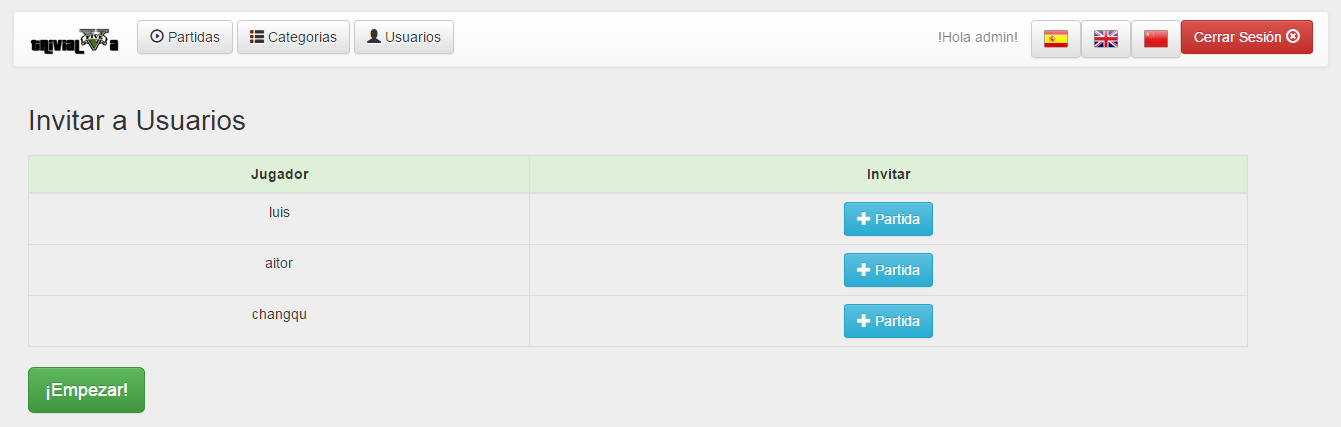 trivial V a
FIVE
Partidas
Categorias
Usuarios
!Hola admin!
Cerrar Sesión
Invitar a Usuarios
Jugador Invitar
luis Partida
aitor Partida
changqu Partida
¡Empezar!